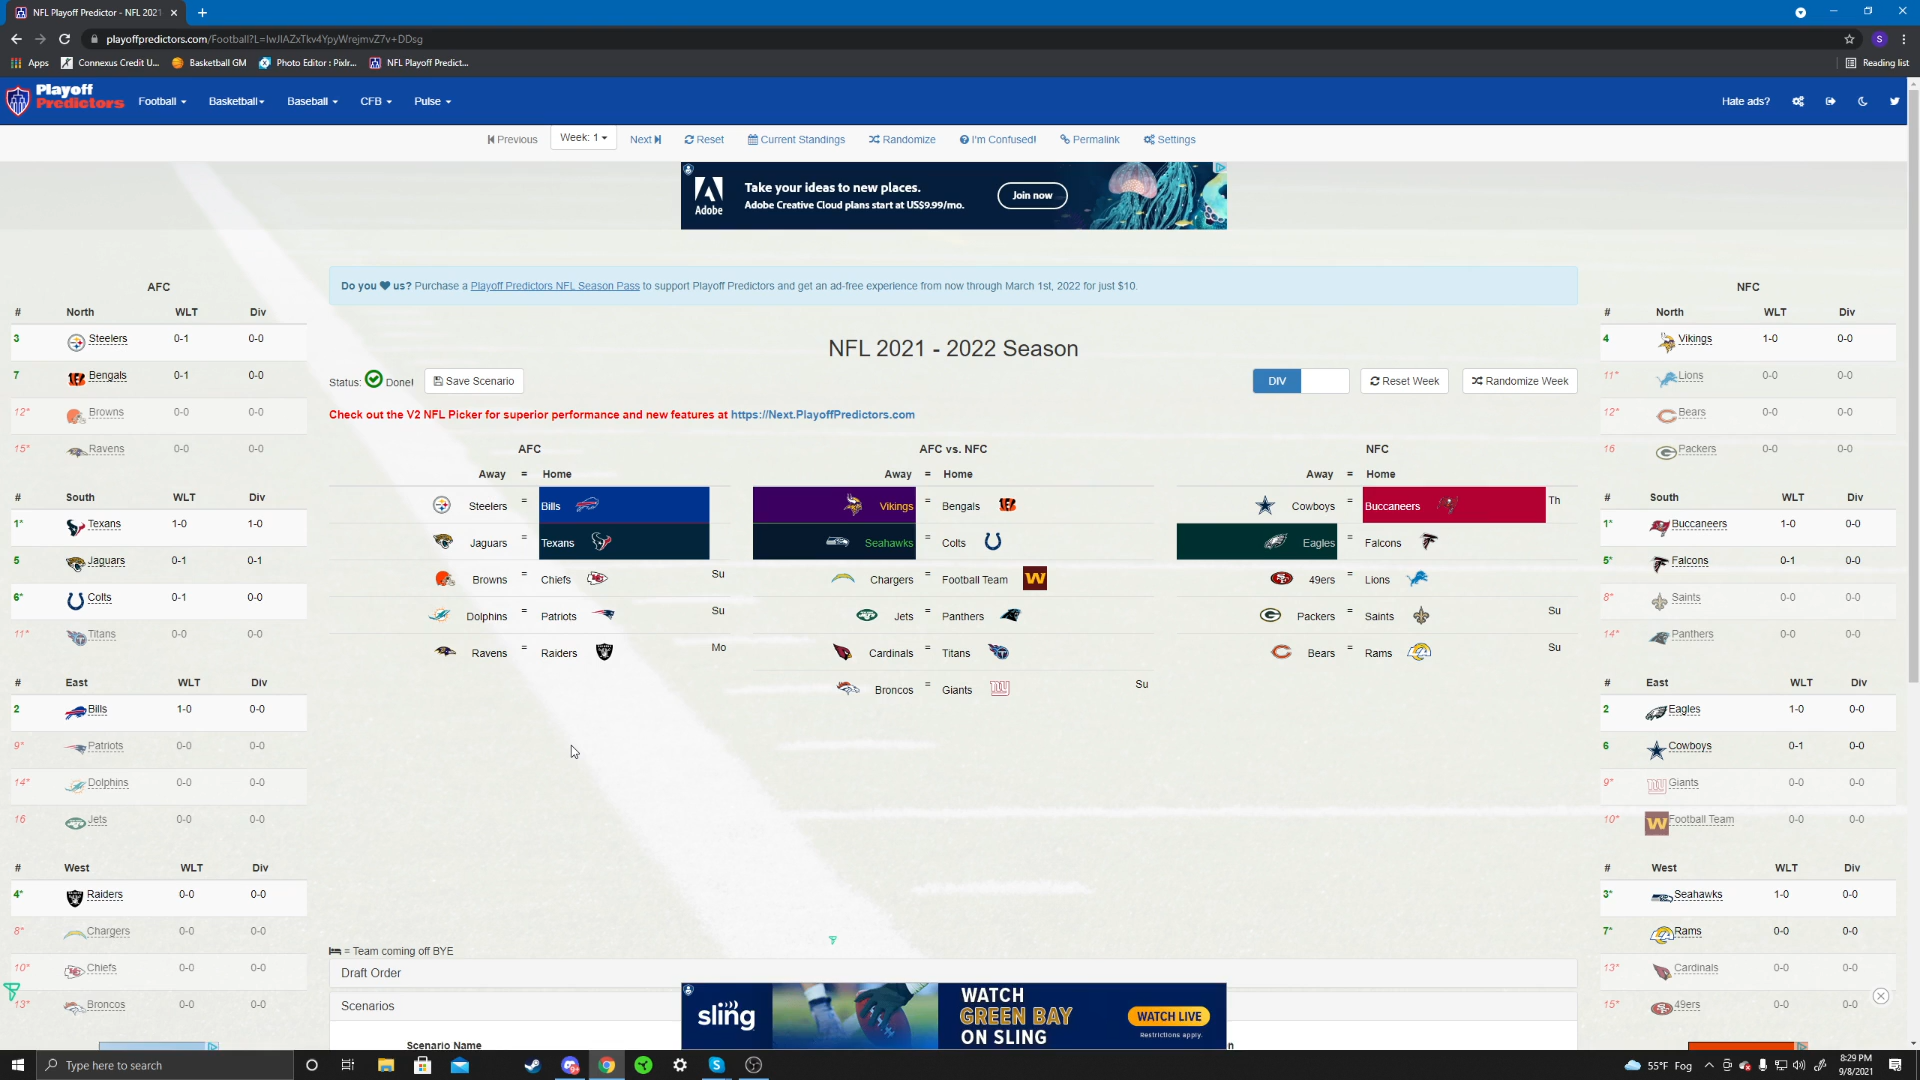 NFL Playoff Predictor - NFL 2021
playoffpredictors.com/Football?L=IwJIAZxTkv4YpyWrejmvZ7v+DDsg
S
Apps Connexus Credit U... Basketball GM Photo Editor : Pixlr... NFL Playoff Predict... Reading list
Playoff Predictors Football Basketball Baseball CFB Pulse Hate ads?
Previous Week: 1 Next Reset Current Standings Randomize I'm Confused! Permalink Settings
Adobe Take your ideas to new places. Join now
Adobe Creative Cloud plans start at US$9.99/mo.
Do you us? Purchase a Playoff Predictors NFL Season Pass to support Playoff Predictors and get an ad-free experience from now through March 1st, 2022 for just $10.
NFL 2021 - 2022 Season
Status: Done! Save Scenario DIV Reset Week Randomize Week
Check out the V2 NFL Picker for superior performance and new features at https://Next.PlayoffPredictors.com
AFC
# North WLT Div
3 Steelers 0-1 0-0
7 Bengals 0-1 0-0
12* Browns 0-0 0-0
15* Ravens 0-0 0-0
# South WLT Div
1* Texans 1-0 1-0
5 Jaguars 0-1 0-1
6* Colts 0-1 0-0
11* Titans 0-0 0-0
# East WLT Div
2 Bills 1-0 0-0
9* Patriots 0-0 0-0
14* Dolphins 0-0 0-0
16 Jets 0-0 0-0
# West WLT Div
4* Raiders 0-0 0-0
8* Chargers 0-0 0-0
10* Chiefs 0-0 0-0
13* Broncos 0-0 0-0
AFC
Away = Home
Steelers = Bills
Jaguars = Texans
Browns = Chiefs Su
Dolphins = Patriots Su
Ravens = Raiders Mo
AFC vs. NFC
Away = Home
Vikings = Bengals
Seahawks = Colts
Chargers = Football Team W
Jets = Panthers
Cardinals = Titans
Broncos = Giants Su
NFC
Away = Home
Cowboys = Buccaneers Th
Eagles = Falcons
49ers = Lions
Packers = Saints Su
Bears = Rams Su
NFC
# North WLT Div
4 Vikings 1-0 0-0
11* Lions 0-0 0-0
12* Bears 0-0 0-0
16 Packers 0-0 0-0
# South WLT Div
1* Buccaneers 1-0 0-0
5* Falcons 0-1 0-0
8* Saints 0-0 0-0
14* Panthers 0-0 0-0
# East WLT Div
2 Eagles 1-0 0-0
6 Cowboys 0-1 0-0
9* Giants 0-0 0-0
10* Football Team 0-0 0-0
# West WLT Div
3* Seahawks 1-0 0-0
7* Rams 0-0 0-0
13* Cardinals 0-0 0-0
15* 49ers 0-0 0-0
= Team coming off BYE
Draft Order
Scenarios
Scenario Name
sling WATCH GREEN BAY ON SLING WATCH LIVE
Restrictions apply.
Type here to search 55°F Fog 8:29 PM
9/8/2021